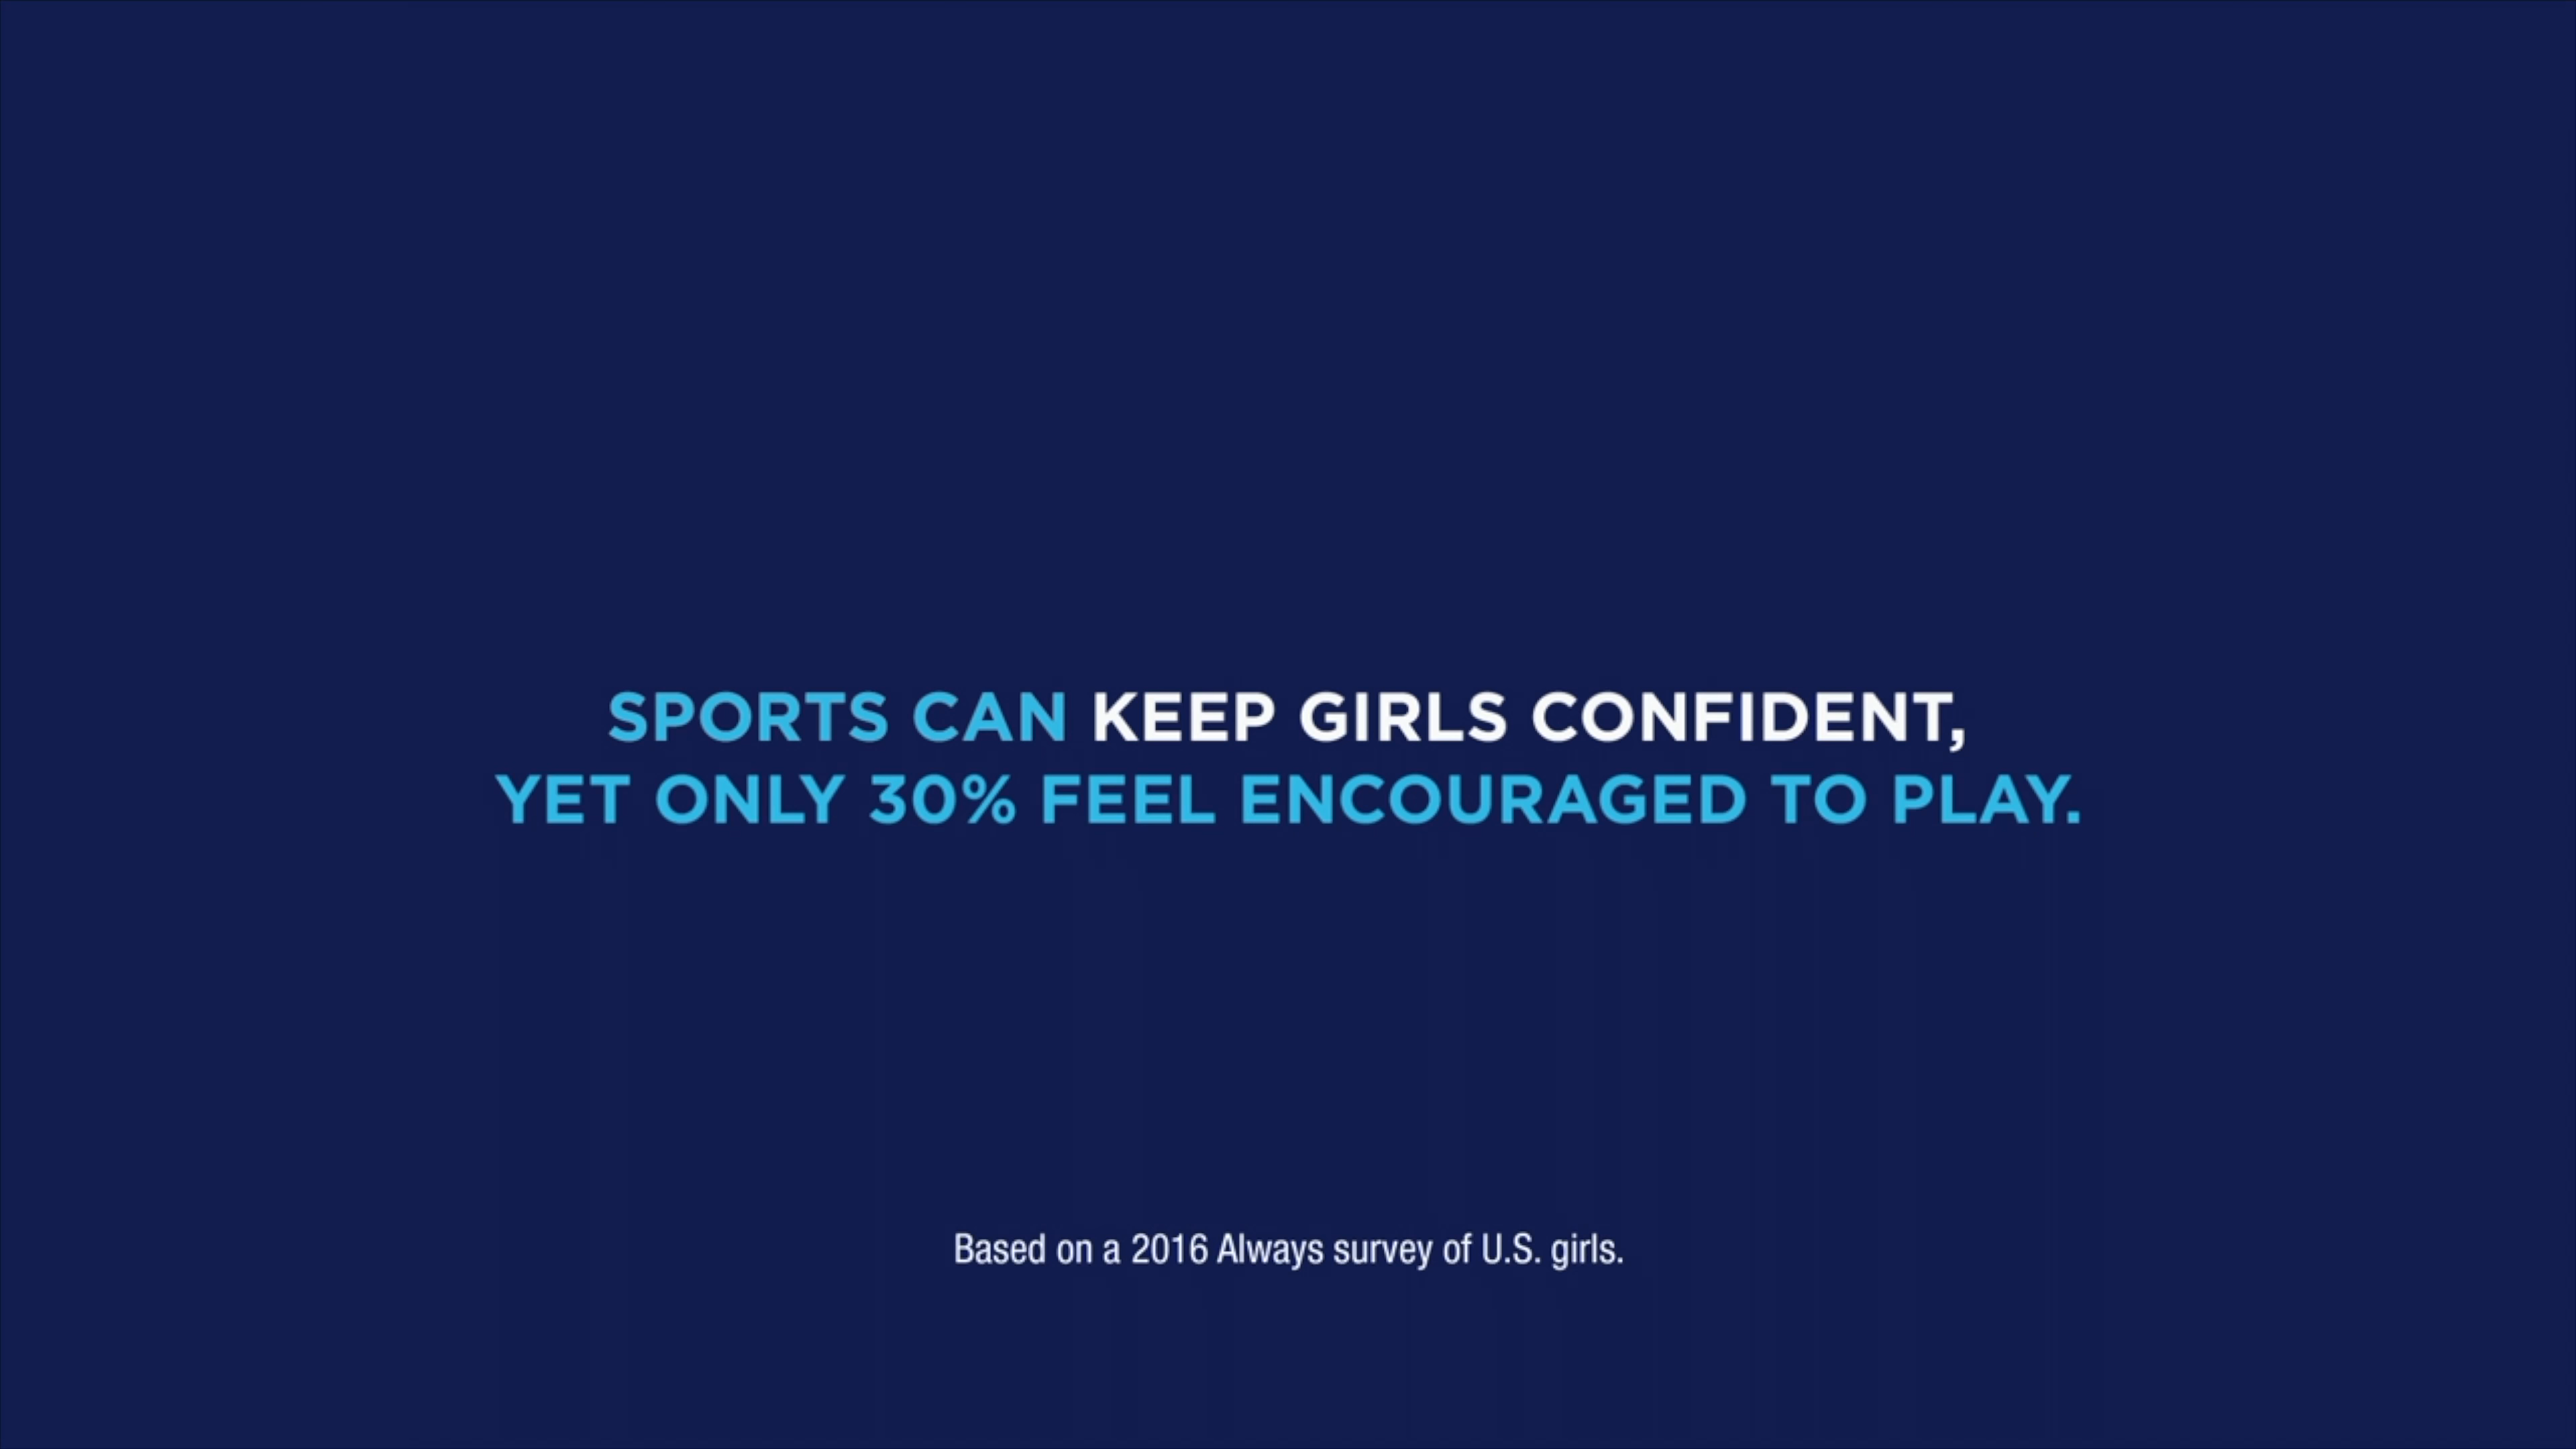 SPORTS CAN KEEP GIRLS CONFIDENT,
YET ONLY 30% FEEL ENCOURAGED TO PLAY.
Based on a 2016 Always survey of U.S. girls.